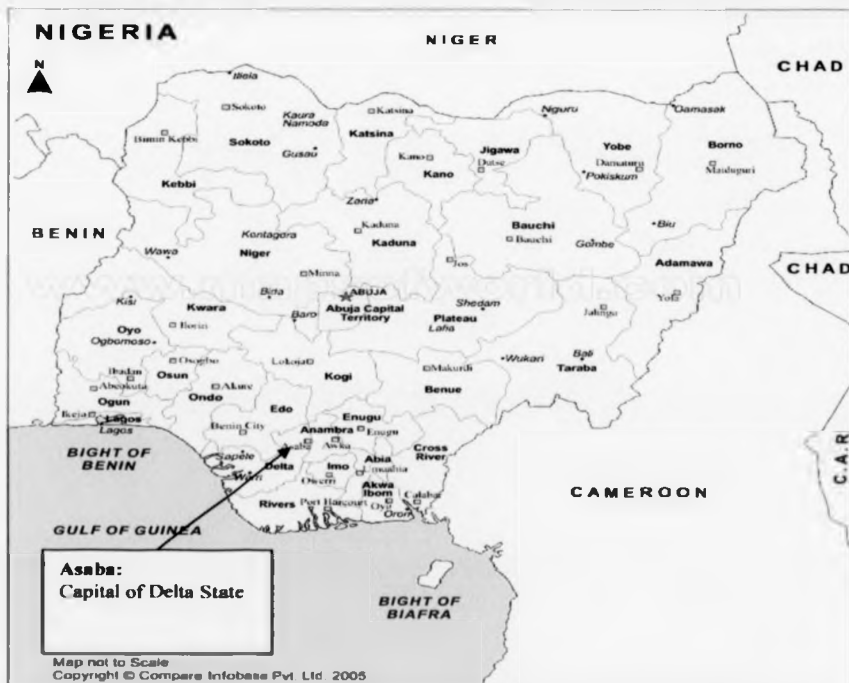 NIGERIA
NIGER
CHAD
N
Illela
Sokoto
Kaura
Namoda
Katsina
Nguru
Damasak
Birnin Kebbi
Sokoto
Katsina
Jigawa
Yobe
Borno
Gusau
Kano
Dutse
Damaturu
Maiduguri
Kano
Pokiskum
Kebbi
Zaria
BENIN
Kontagora
Kaduna
Bauchi
Biu
Wawa
Niger
Kaduna
Bauchi
Gombe
Jos
Adamawa
Minna
CHAD
Kisi
Bida
ABUJA
Yola
Kwara
Baro
Abuja Capital
Territory
Shedam
Plateau
Jalingo
Oyo
Ilorin
Lafia
Ogbomoso
Osogbo
Lokoja
Wukari
Bali
Ibadan
Osun
Kogi
Makurdi
Taraba
Abeokuta
Akure
Benue
Ogun
Ondo
Edo
Enugu
Ikeja
Lagos
Benin City
Anambra
Enugu
Lagos
Asaba
Awka
Cross
River
BIGHT OF
BENIN
Sapele
Abia
Warri
Delta
Imo
Umuahia
Owerri
Akwa
Ibom
CAMEROON
C.A.R
Rivers
Port Harcourt
Calabar
Oyo
Oron
GULF OF GUINEA
Asaba:
Capital of Delta State
BIGHT OF
BIAFRA
Map not to Scale
Copyright © Compare Infobase Pvt. Ltd. 2005